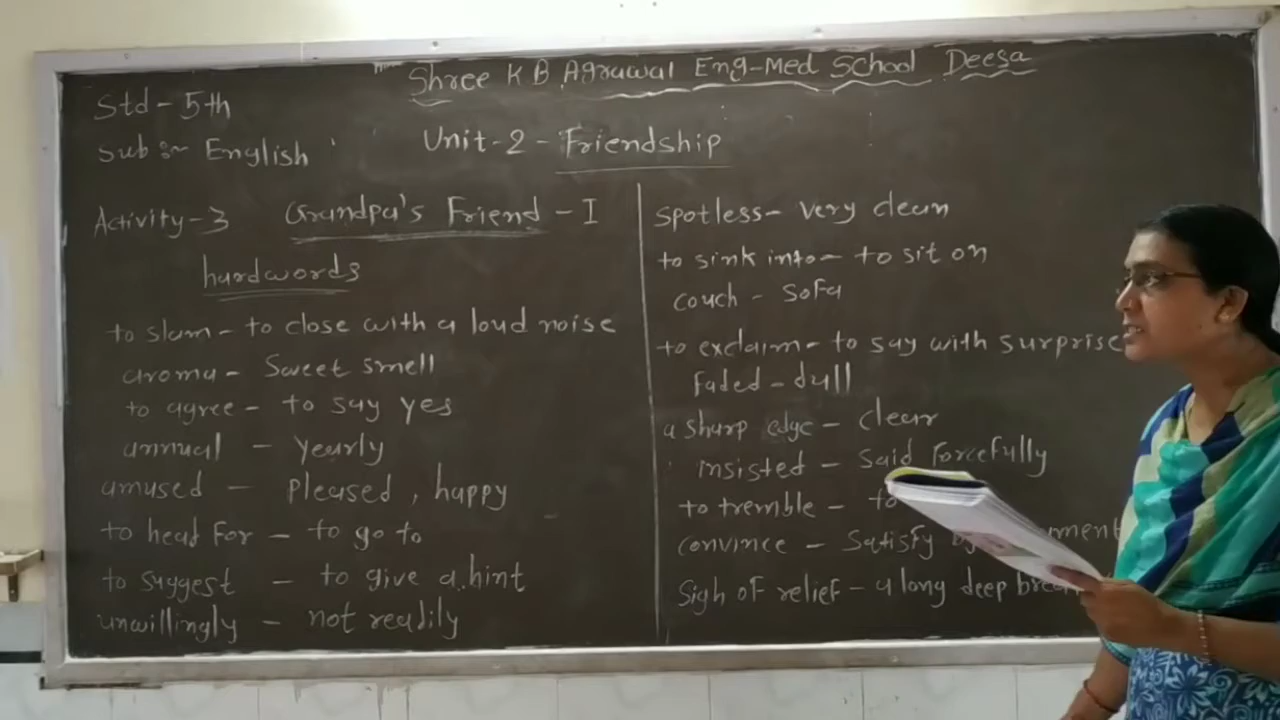 Shree K B Agrawal Eng-Med School Deesa
Std - 5th
Sub :- English
Unit-2 - Friendship
Activity-3 Grandpa's Friend - I
hardwords
to slam - to close with a loud noise
aroma - Sweet smell
to agree - to say yes
annual - yearly
amused - pleased, happy
to head for - to go to
to suggest - to give a hint
unwillingly - not readily
spotless - very clean
to sink into - to sit on
couch - sofa
to exclaim - to say with surprise
faded - dull
a sharp edge - clear
insisted - said forcefully
to tremble - to
convince - Satisfy
Sigh of relief - a long deep